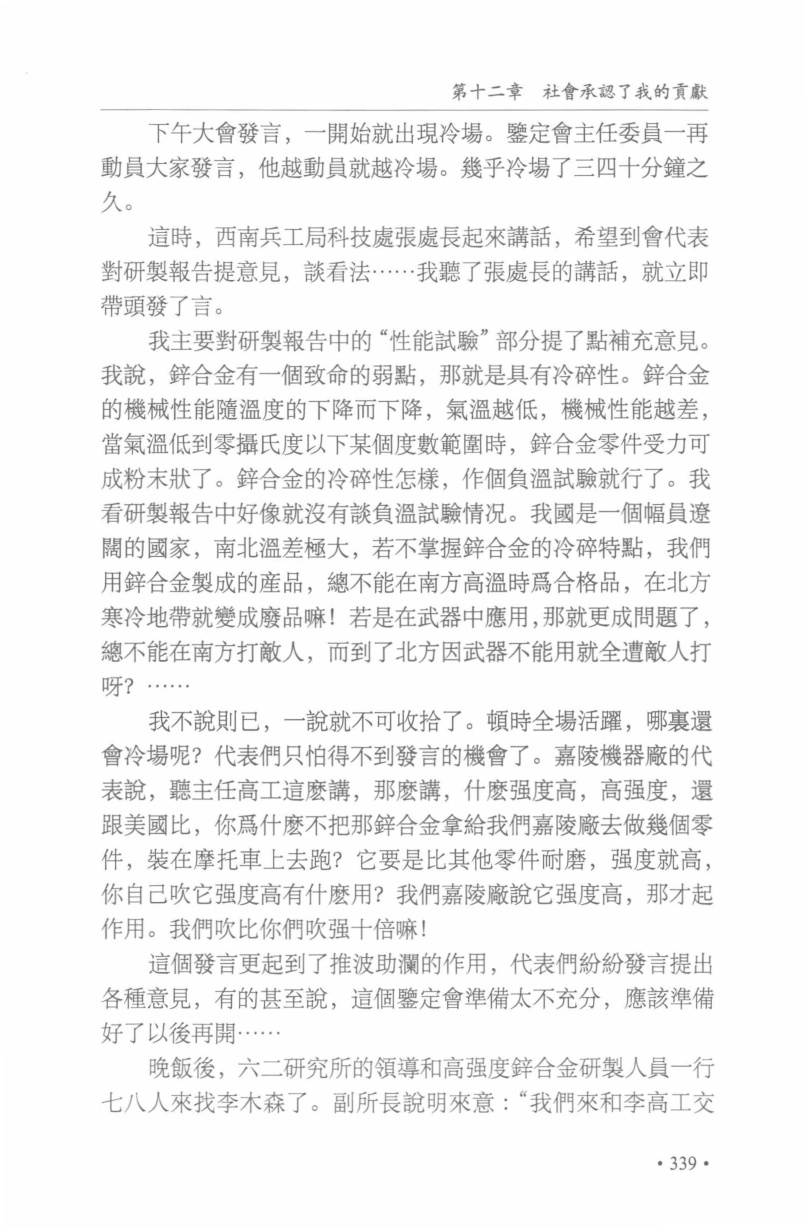 第十二章　社會承認了我的貢獻
下午大會發言，一開始就出現冷場。鑒定會主任委員一再
動員大家發言，他越動員就越冷場。幾乎冷場了三四十分鐘之
久。
這時，西南兵工局科技處張處長起來講話，希望到會代表
對研製報告提意見，談看法……我聽了張處長的講話，就立即
帶頭發了言。
我主要對研製報告中的“性能試驗”部分提了點補充意見。
我說，鋅合金有一個致命的弱點，那就是具有冷碎性。鋅合金
的機械性能隨溫度的下降而下降，氣溫越低，機械性能越差，
當氣溫低到零攝氏度以下某個度數範圍時，鋅合金零件受力可
成粉末狀了。鋅合金的冷碎性怎樣，作個負溫試驗就行了。我
看研製報告中好像就沒有談負溫試驗情况。我國是一個幅員遼
闊的國家，南北溫差極大，若不掌握鋅合金的冷碎特點，我們
用鋅合金製成的産品，總不能在南方高溫時爲合格品，在北方
寒冷地帶就變成廢品嘛！若是在武器中應用，那就更成問題了，
總不能在南方打敵人，而到了北方因武器不能用就全遭敵人打
呀？……
我不說則已，一說就不可收拾了。頓時全場活躍，哪裏還
會冷場呢？代表們只怕得不到發言的機會了。嘉陵機器廠的代
表說，聽主任高工這麽講，那麽講，什麽强度高，高强度，還
跟美國比，你爲什麽不把那鋅合金拿給我們嘉陵廠去做幾個零
件，裝在摩托車上去跑？它要是比其他零件耐磨，强度就高，
你自己吹它强度高有什麽用？我們嘉陵廠說它强度高，那才起
作用。我們吹比你們吹强十倍嘛！
這個發言更起到了推波助瀾的作用，代表們紛紛發言提出
各種意見，有的甚至說，這個鑒定會準備太不充分，應該準備
好了以後再開……
晚飯後，六二研究所的領導和高强度鋅合金研製人員一行
七八人來找李木森了。副所長說明來意：“我們來和李高工交
• 339 •